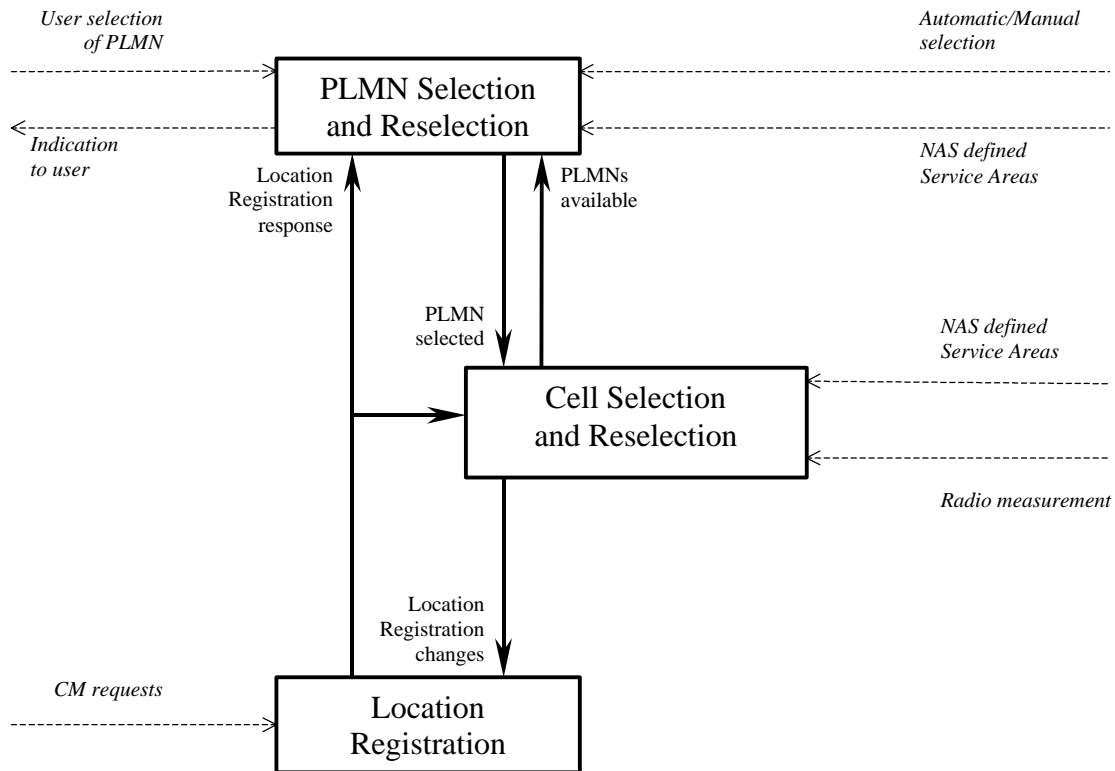 User selection
of PLMN
Automatic/Manual
selection
PLMN Selection
and Reselection
Indication
to user
NAS defined
Service Areas
Location
Registration
response
PLMNs
available
PLMN
selected
NAS defined
Service Areas
Cell Selection
and Reselection
Radio measurement
Location
Registration
changes
CM requests
Location
Registration